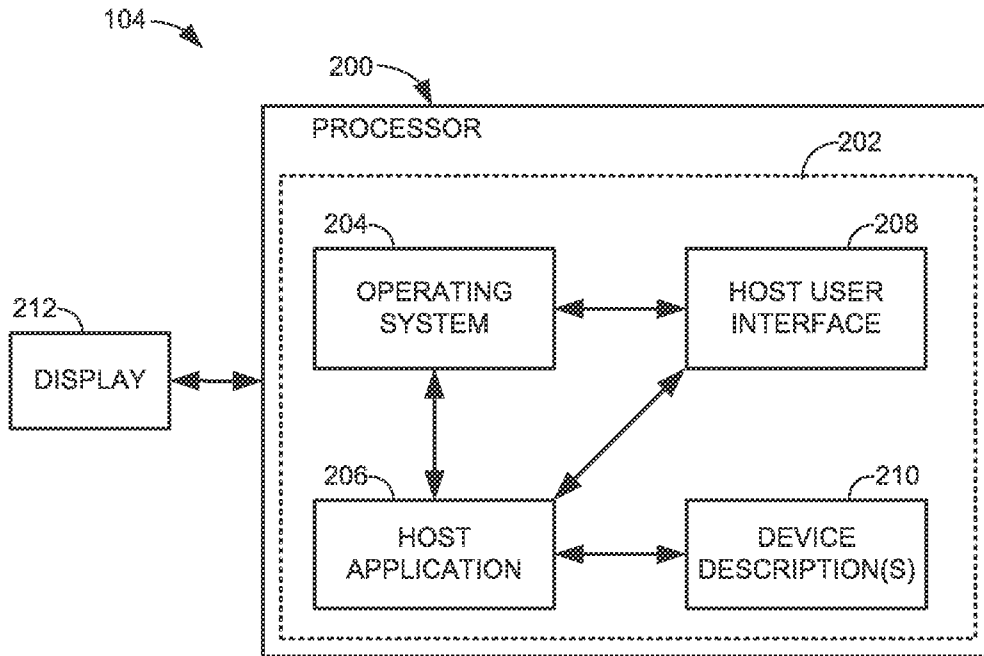 104
200
PROCESSOR
202
204
208
OPERATING
SYSTEM
HOST USER
INTERFACE
212
DISPLAY
206
210
HOST
APPLICATION
DEVICE
DESCRIPTION(S)